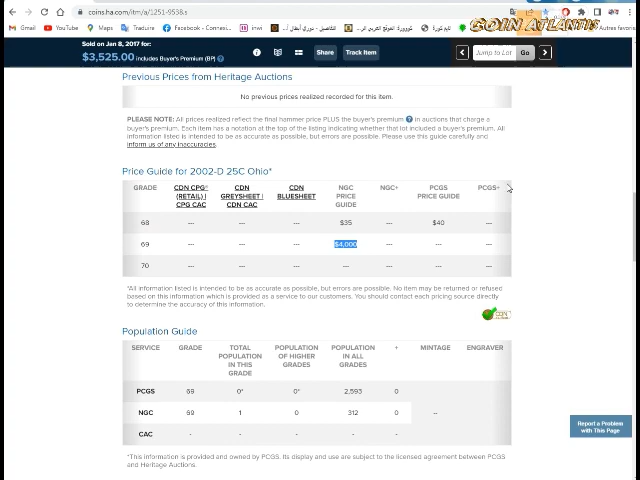 coins.ha.com/itm/a/1251-9538.s
COIN ATLANTIS
Gmail YouTube Maps Traduire Facebook – Connexi... inwi
Sold on Jan 8, 2017 for:
$3,525.00 includes Buyer's Premium (BP) ?
Share Track Item Jump to Lot Go
Previous Prices from Heritage Auctions
No previous prices realized recorded for this item.
PLEASE NOTE: All prices realized reflect the final hammer price PLUS the buyer's premium ? in auctions that charge a
buyer's premium. Each item has a notation at the top of the listing indicating whether that lot included a buyer's premium. All
information listed is intended to be as accurate as possible, but errors are possible. Please use this guide carefully and
inform us of any inaccuracies.
Price Guide for 2002-D 25C Ohio*
GRADE CDN CPG® (RETAIL) | CPG CAC CDN GREYSHEET | CDN CAC CDN BLUESHEET NGC PRICE GUIDE NGC+ PCGS PRICE GUIDE PCGS+
68 --- --- --- $35 --- $40 ---
69 --- --- --- $4,000 --- --- ---
70 --- --- --- --- --- --- ---
*All information listed is intended to be as accurate as possible, but errors are possible. No item may be returned or refused
based on this information which is provided as a service to our customers. You should contact each pricing source directly
to determine the accuracy of this information.
CDN
Population Guide
SERVICE GRADE TOTAL POPULATION IN THIS GRADE POPULATION OF HIGHER GRADES POPULATION IN ALL GRADES + MINTAGE ENGRAVER
PCGS 69 0* 0* 2,593 0
NGC 69 1 0 312 0 --
CAC - - - - -
*This information is provided and owned by PCGS. Its display and use are subject to the licensed agreement between PCGS
and Heritage Auctions.
Report a Problem
with This Page